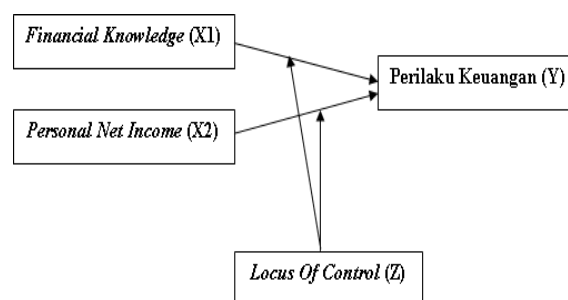 Financial Knowledge (X1)
Perilaku Keuangan (Y)
Personal Net Income (X2)
Locus Of Control (Z)